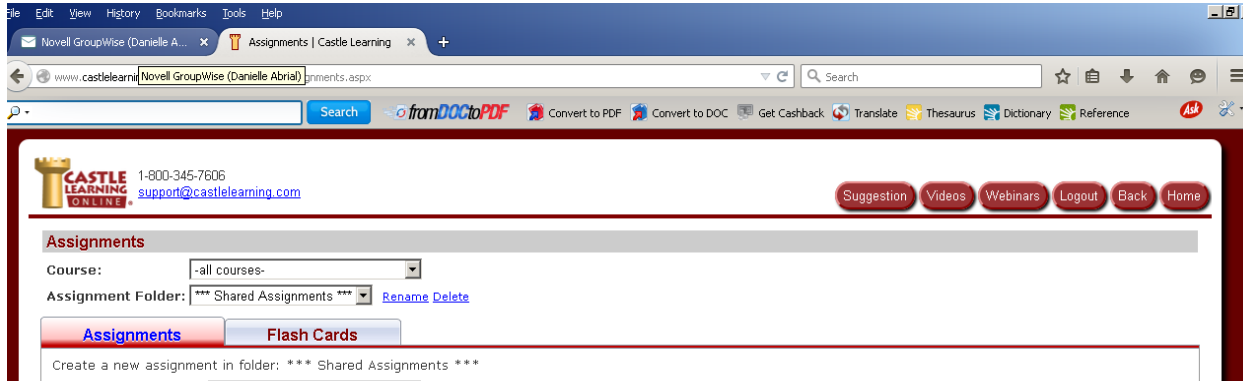 File Edit View History Bookmarks Tools Help
Novell GroupWise (Danielle A... × Assignments | Castle Learning × +
www.castlelearnin Novell GroupWise (Danielle Abrial) gnments.aspx Search
Search fromDOCtoPDF Convert to PDF Convert to DOC Get Cashback Translate Thesaurus Dictionary Reference Ask
CASTLE LEARNING ONLINE
1-800-345-7606
support@castlelearning.com
Suggestion Videos Webinars Logout Back Home
Assignments
Course: -all courses-
Assignment Folder: *** Shared Assignments *** Rename Delete
Assignments Flash Cards
Create a new assignment in folder: *** Shared Assignments ***